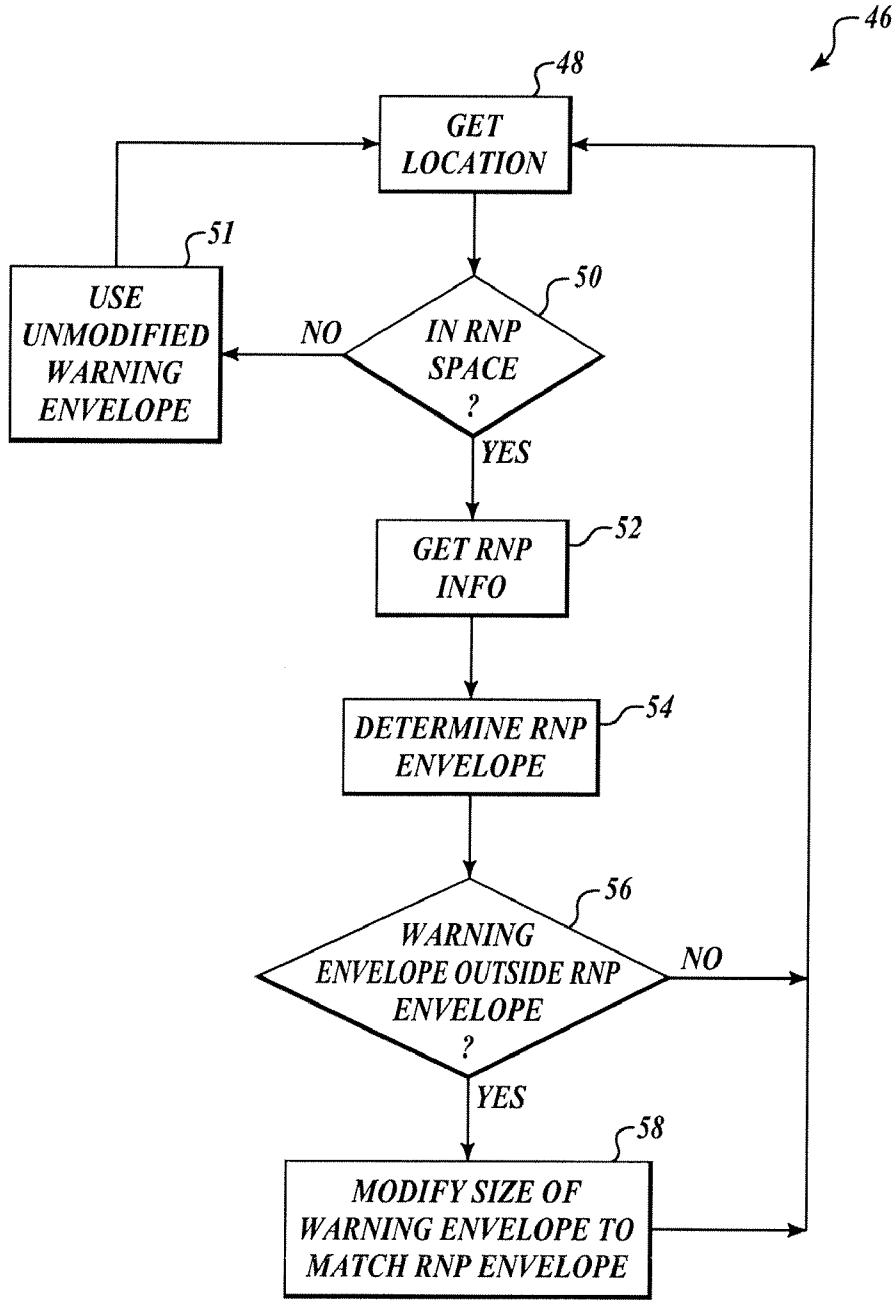 46
48
GET
LOCATION
51
USE
UNMODIFIED
WARNING
ENVELOPE
NO
50
IN RNP
SPACE
?
YES
52
GET RNP
INFO
54
DETERMINE RNP
ENVELOPE
56
WARNING
ENVELOPE OUTSIDE RNP
ENVELOPE
?
NO
YES
58
MODIFY SIZE OF
WARNING ENVELOPE TO
MATCH RNP ENVELOPE